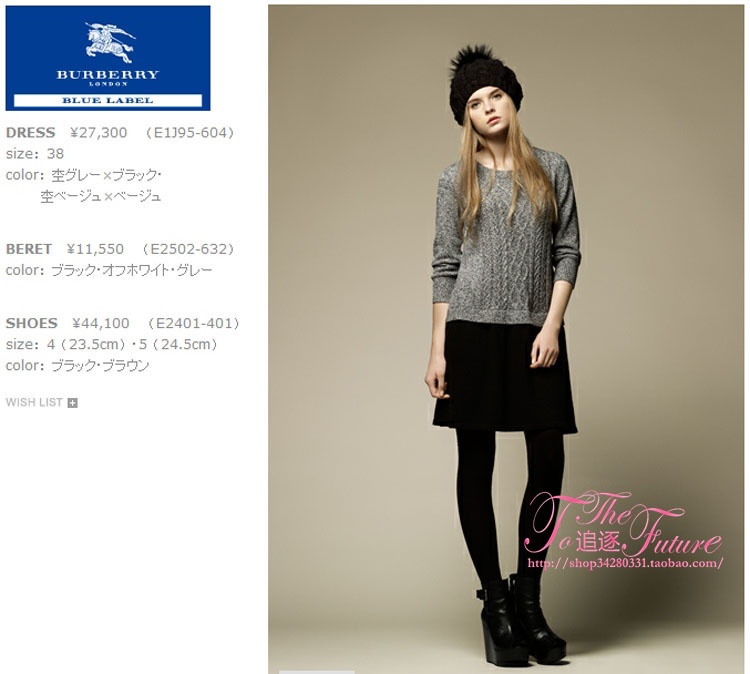 BURBERRY
LONDON
BLUE LABEL
DRESS ¥27,300 （E1J95-604）
size: 38
color: 杢グレー×ブラック・
杢ベージュ×ベージュ
BERET ¥11,550 （E2502-632）
color: ブラック・オフホワイト・グレー
SHOES ¥44,100 （E2401-401）
size: 4（23.5cm）・5（24.5cm）
color: ブラック・ブラウン
WISH LIST +
To The Future
追逐
http://shop34280331.taobao.com/